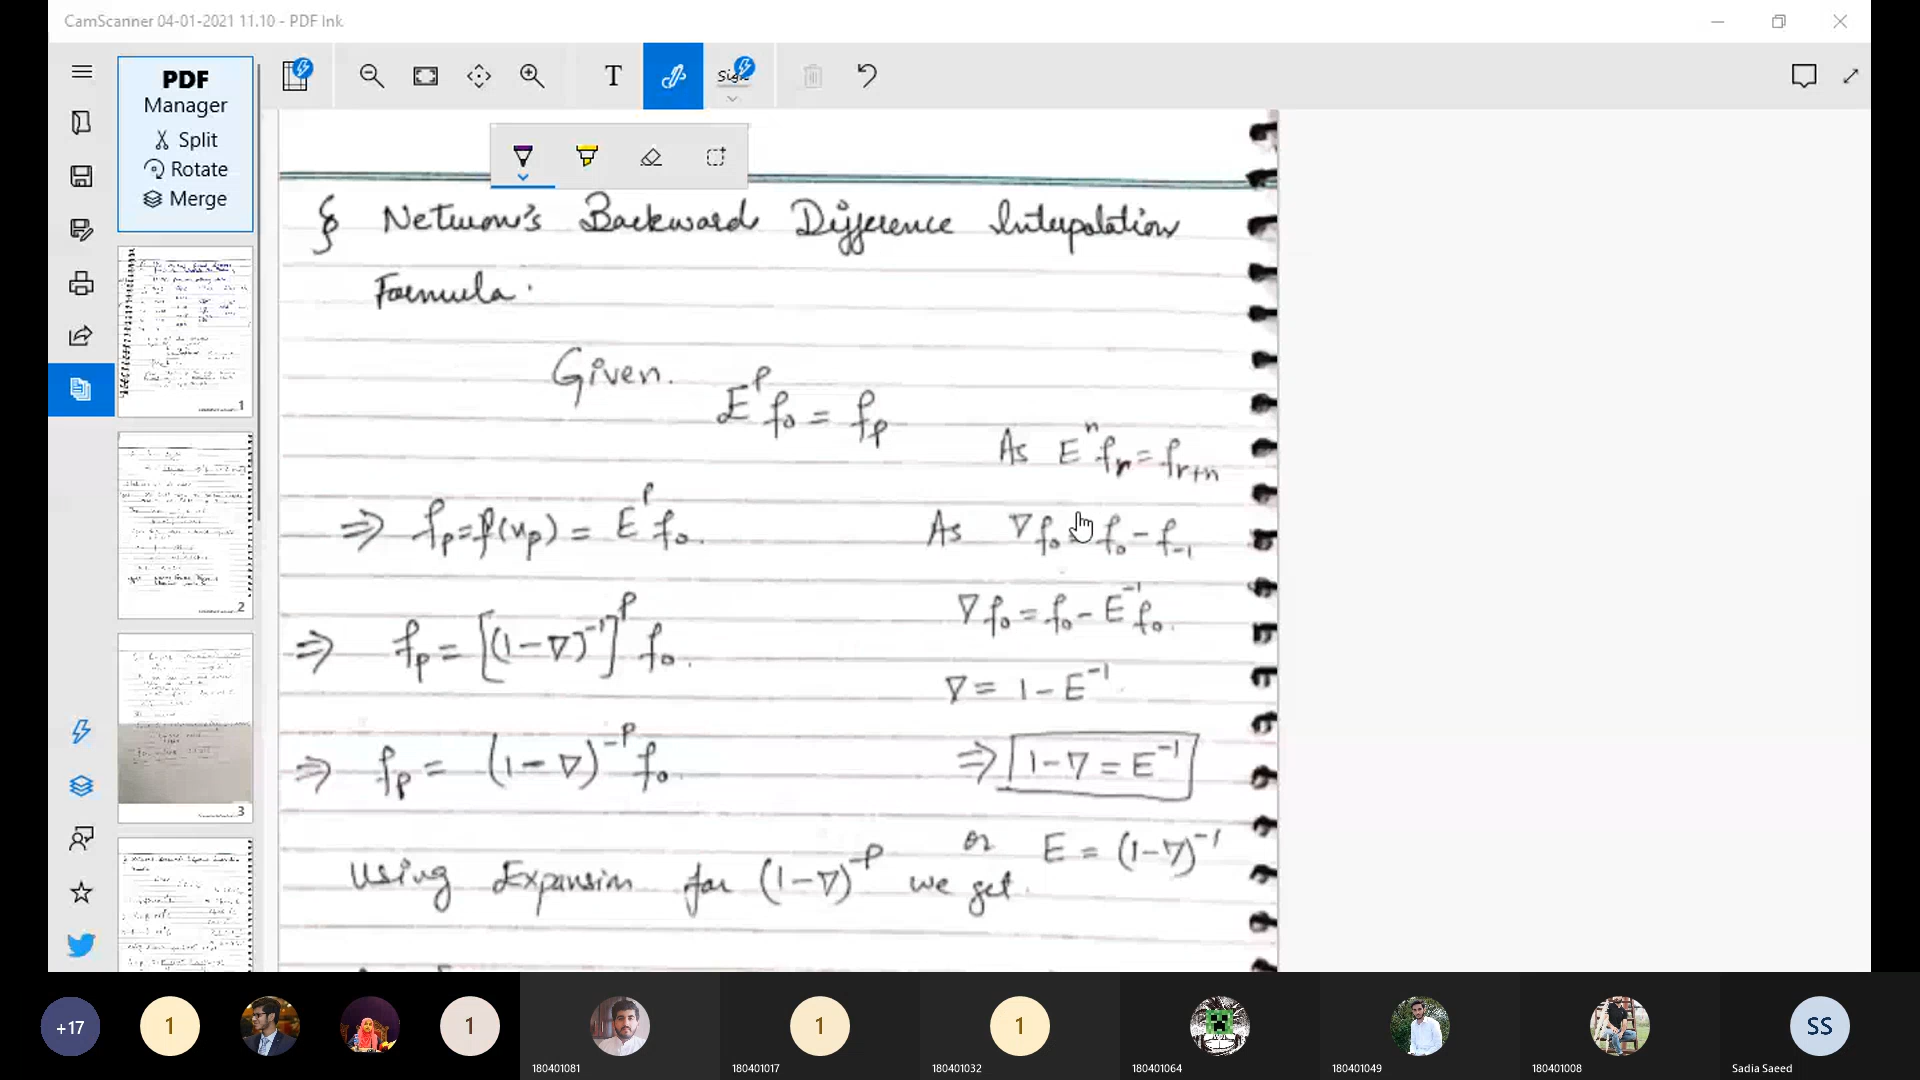 CamScanner 04-01-2021 11.10 - PDF Ink
PDF
Manager
Split
Rotate
Merge
T
Sign
1
2
3
§ Netwon's Backward Difference Interpolation
Formula.
Given.
E^p f₀ = f_p
As E^n f_r = f_{r+n}
⇒ f_p = f(x_p) = E^p f₀.
As ∇f₀ = f₀ - f₋₁
∇f₀ = f₀ - E⁻¹f₀.
⇒ f_p = [(1-∇)⁻¹]^p f₀.
∇ = 1 - E⁻¹.
⇒ f_p = (1-∇)^{-p} f₀.
⇒ 1-∇ = E⁻¹
or E = (1-∇)⁻¹
Using Expansion for (1-∇)^{-p} we get.
+17
1
1
1
1
SS
180401081
180401017
180401032
180401064
180401049
180401008
Sadia Saeed